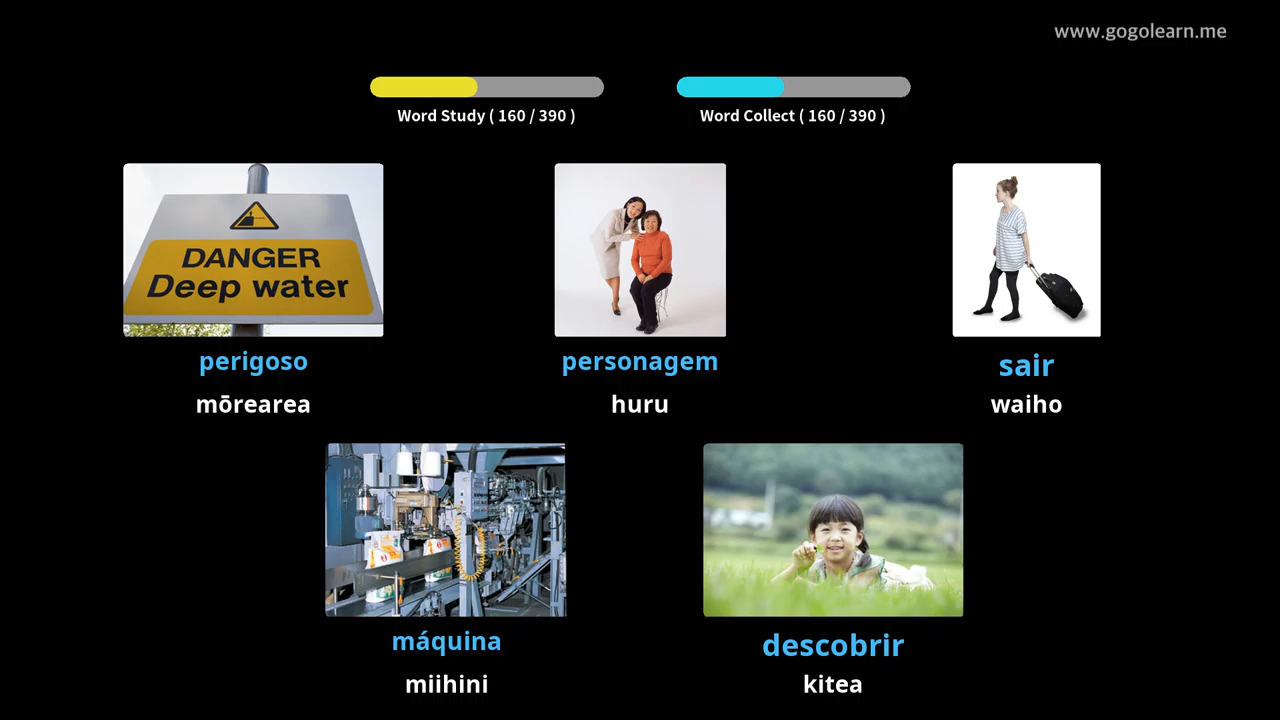 www.gogolearn.me
Word Study ( 160 / 390 )
Word Collect ( 160 / 390 )
DANGER
Deep water
perigoso
mōrearea
personagem
huru
sair
waiho
máquina
miihini
descobrir
kitea